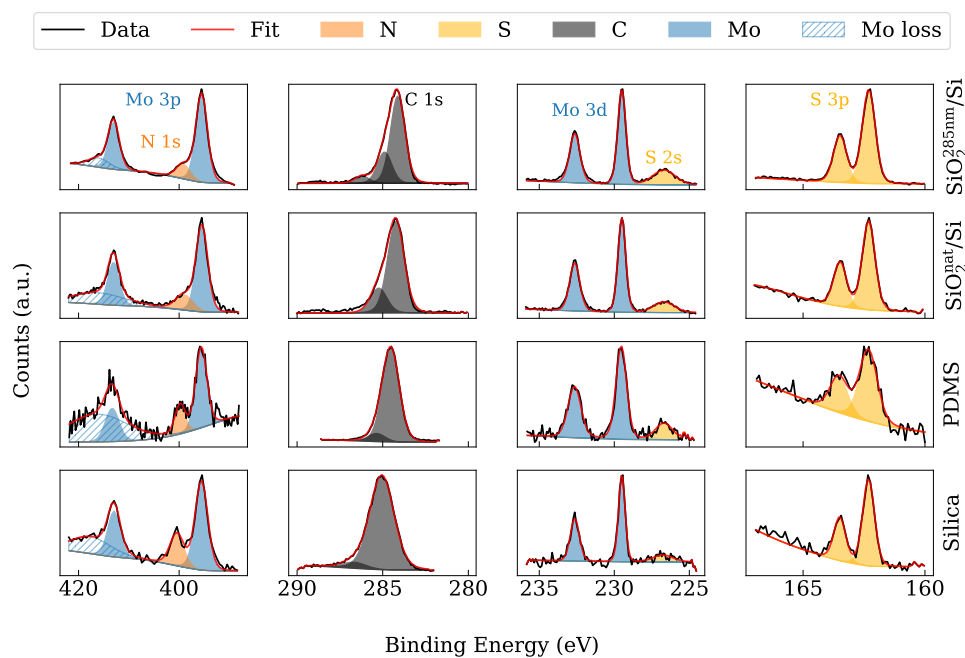 Data Fit N S C Mo Mo loss
Mo 3p
N 1s
C 1s
Mo 3d
S 2s
S 3p
SiO₂²⁸⁵ⁿᵐ/Si
SiO₂ⁿᵃᵗ/Si
PDMS
Silica
Counts (a.u.)
420 400
290 285 280
235 230 225
165 160
Binding Energy (eV)